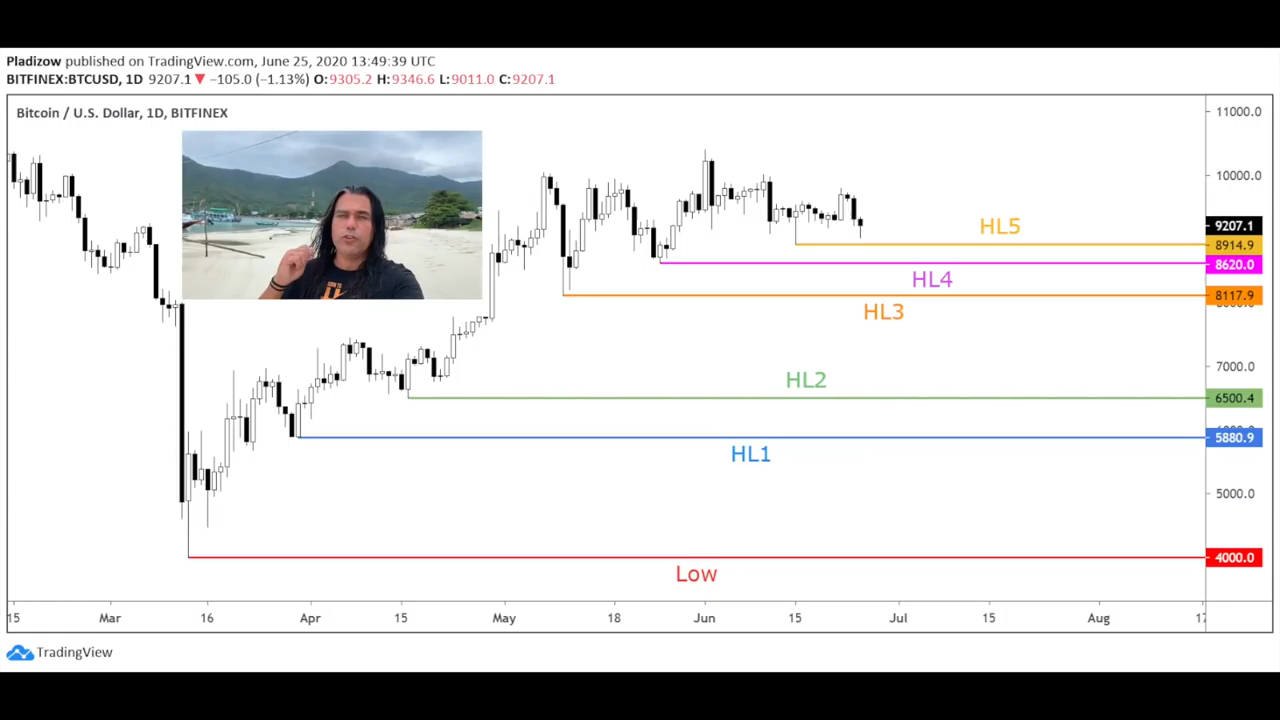 Pladizow published on TradingView.com, June 25, 2020 13:49:39 UTC
BITFINEX:BTCUSD, 1D 9207.1 ▼ −105.0 (−1.13%) O:9305.2 H:9346.6 L:9011.0 C:9207.1
Bitcoin / U.S. Dollar, 1D, BITFINEX
11000.0
10000.0
HL5
9207.1
8914.9
8620.0
HL4
8117.9
HL3
7000.0
HL2
6500.4
5880.9
HL1
5000.0
4000.0
Low
15 Mar 16 Apr 15 May 18 Jun 15 Jul 15 Aug 17
TradingView